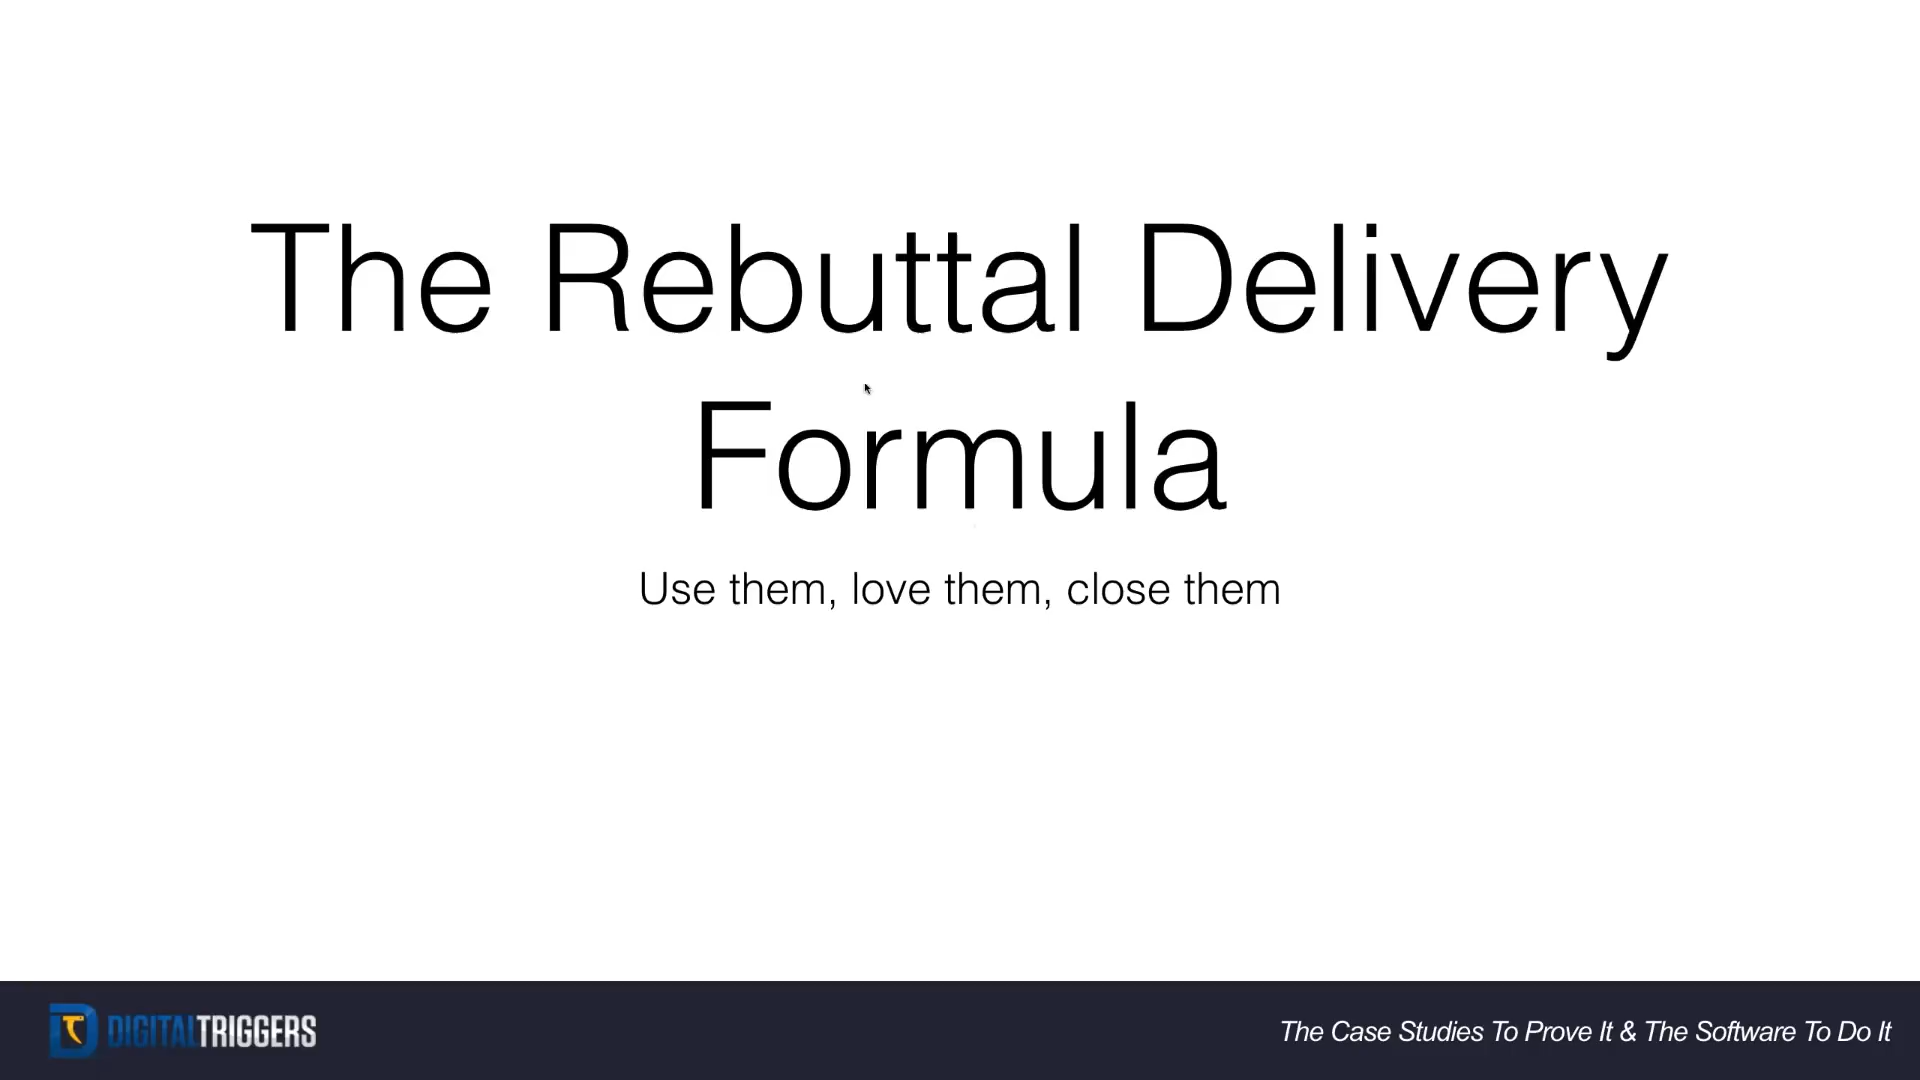 The Rebuttal Delivery
Formula
Use them, love them, close them
DIGITALTRIGGERS
The Case Studies To Prove It & The Software To Do It